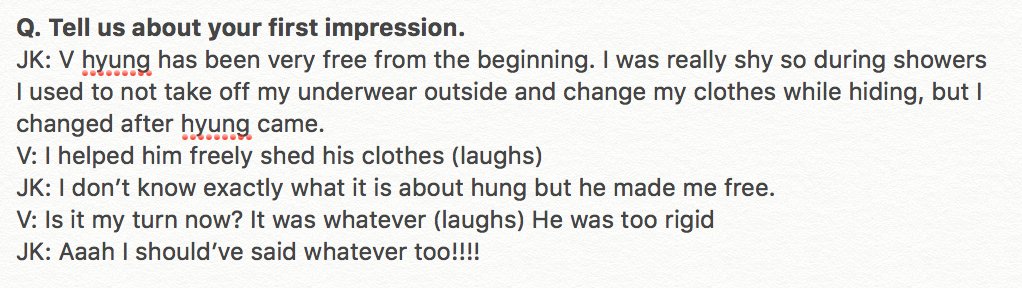 Q. Tell us about your first impression.
JK: V hyung has been very free from the beginning. I was really shy so during showers
I used to not take off my underwear outside and change my clothes while hiding, but I
changed after hyung came.
V: I helped him freely shed his clothes (laughs)
JK: I don’t know exactly what it is about hung but he made me free.
V: Is it my turn now? It was whatever (laughs) He was too rigid
JK: Aaah I should’ve said whatever too!!!!